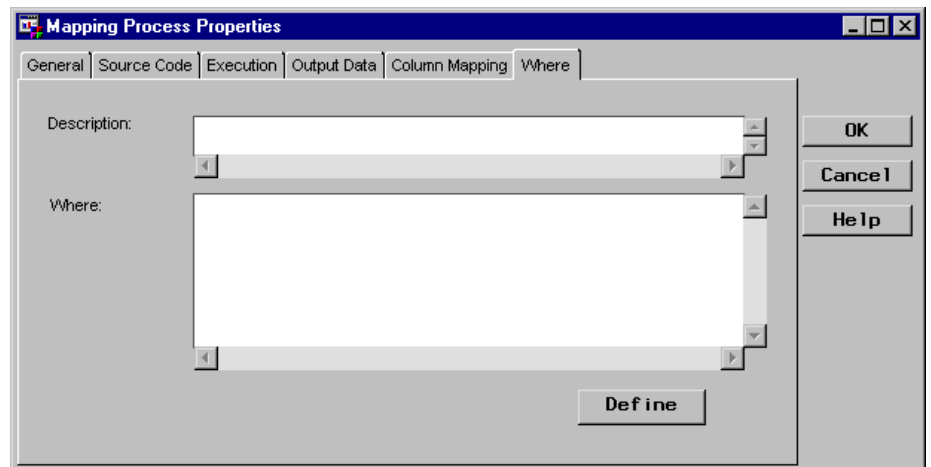 Mapping Process Properties
General Source Code Execution Output Data Column Mapping Where
Description:
OK
Cancel
Where:
Help
Define